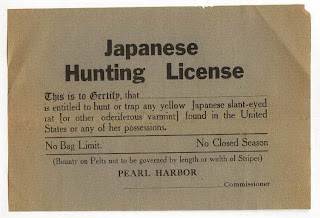 Japanese
Hunting License
This is to Certify, that
is entitled to hunt or trap any yellow Japanese slant-eyed
rat [or other odoriferous varmint] found in the United
States or any of her possessions.
No Bag Limit. No Closed Season
(Bounty on Pelts not to be governed by length or width of Stripes)
PEARL HARBOR
Commissioner